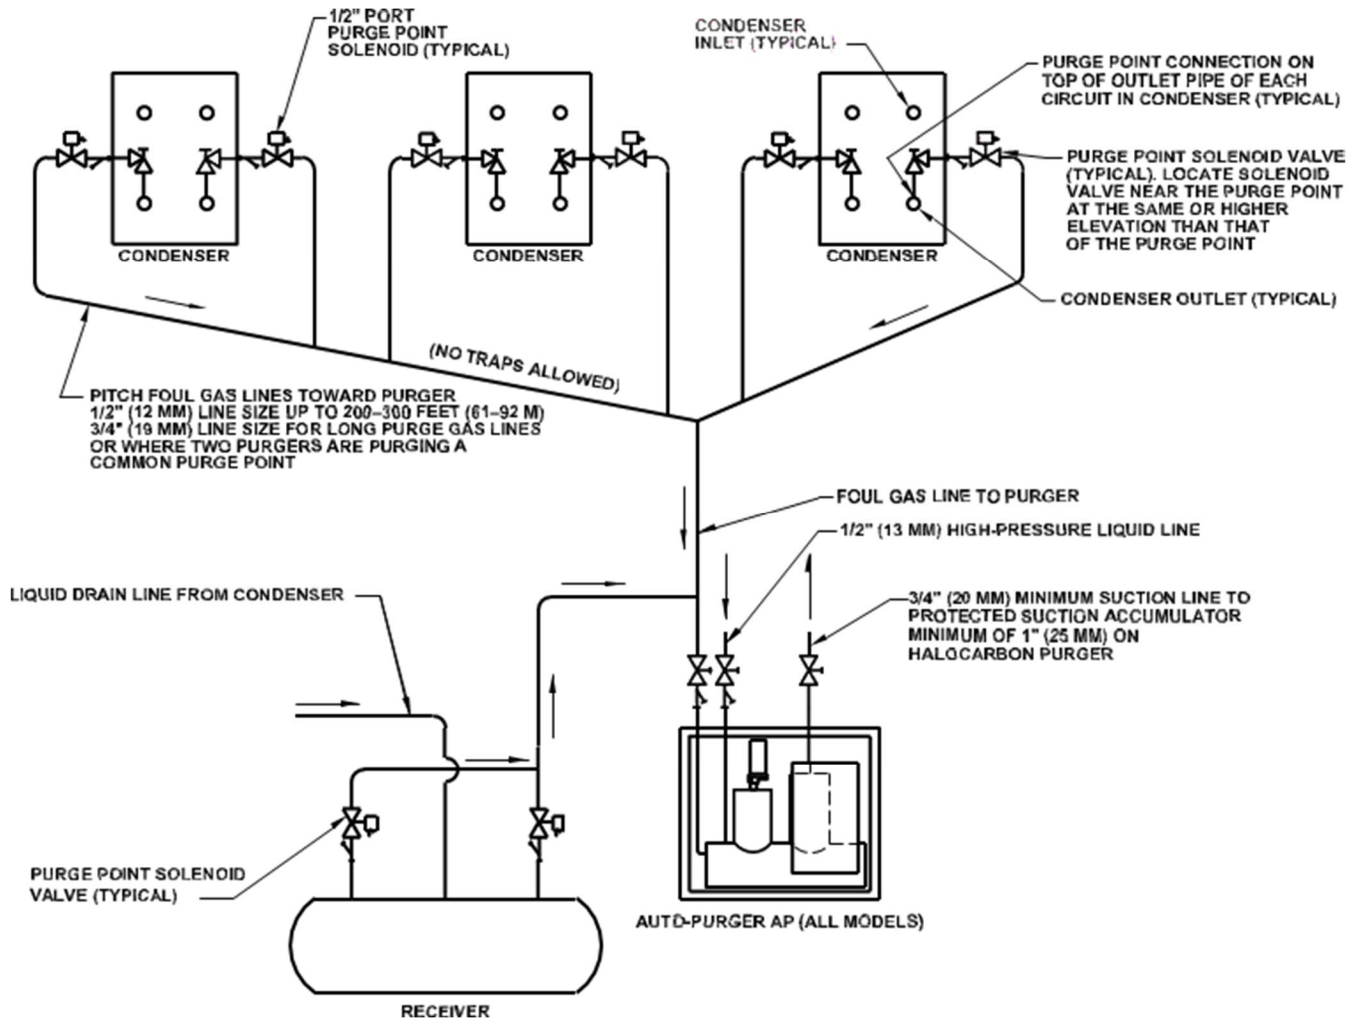 1/2" PORT
PURGE POINT
SOLENOID (TYPICAL)
CONDENSER
INLET (TYPICAL)
PURGE POINT CONNECTION ON
TOP OF OUTLET PIPE OF EACH
CIRCUIT IN CONDENSER (TYPICAL)
PURGE POINT SOLENOID VALVE
(TYPICAL). LOCATE SOLENOID
VALVE NEAR THE PURGE POINT
AT THE SAME OR HIGHER
ELEVATION THAN THAT
OF THE PURGE POINT
CONDENSER
CONDENSER
CONDENSER
CONDENSER OUTLET (TYPICAL)
(NO TRAPS ALLOWED)
PITCH FOUL GAS LINES TOWARD PURGER
1/2" (12 MM) LINE SIZE UP TO 200–300 FEET (61–92 M)
3/4" (19 MM) LINE SIZE FOR LONG PURGE GAS LINES
OR WHERE TWO PURGERS ARE PURGING A
COMMON PURGE POINT
FOUL GAS LINE TO PURGER
1/2" (13 MM) HIGH-PRESSURE LIQUID LINE
LIQUID DRAIN LINE FROM CONDENSER
3/4" (20 MM) MINIMUM SUCTION LINE TO
PROTECTED SUCTION ACCUMULATOR
MINIMUM OF 1" (25 MM) ON
HALOCARBON PURGER
PURGE POINT SOLENOID
VALVE (TYPICAL)
AUTO-PURGER AP (ALL MODELS)
RECEIVER